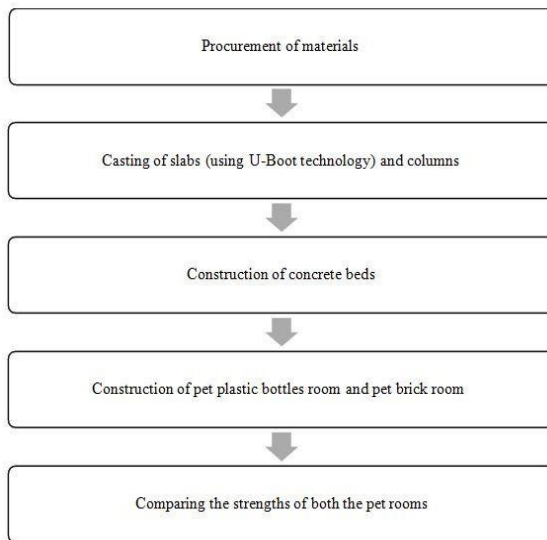 Procurement of materials
Casting of slabs (using U-Boot technology) and columns
Construction of concrete beds
Construction of pet plastic bottles room and pet brick room
Comparing the strengths of both the pet rooms